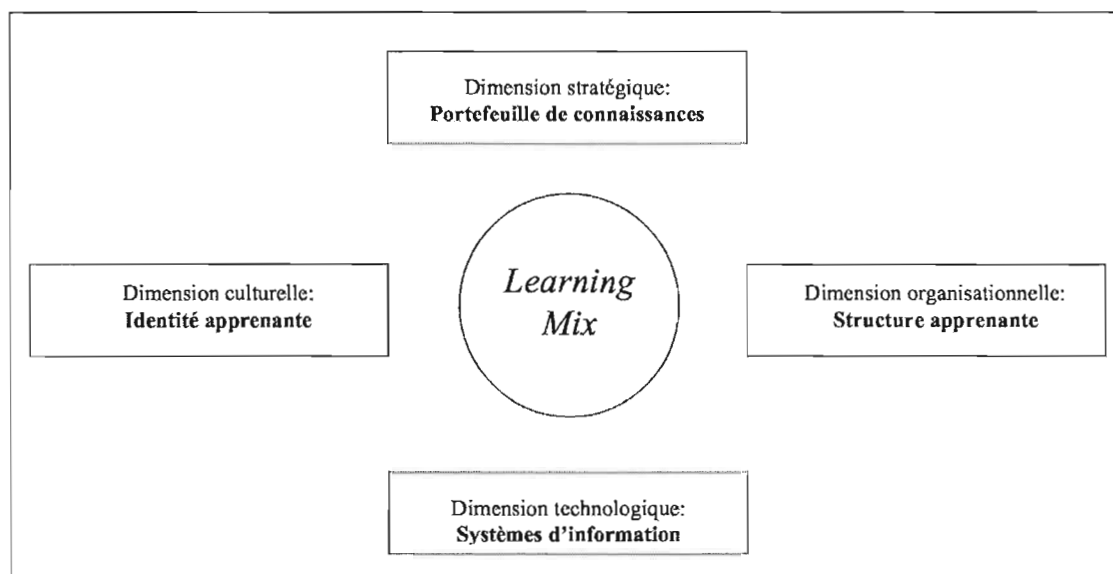 Dimension stratégique:
Portefeuille de connaissances
Dimension culturelle:
Identité apprenante
Learning
Mix
Dimension organisationnelle:
Structure apprenante
Dimension technologique:
Systèmes d'information